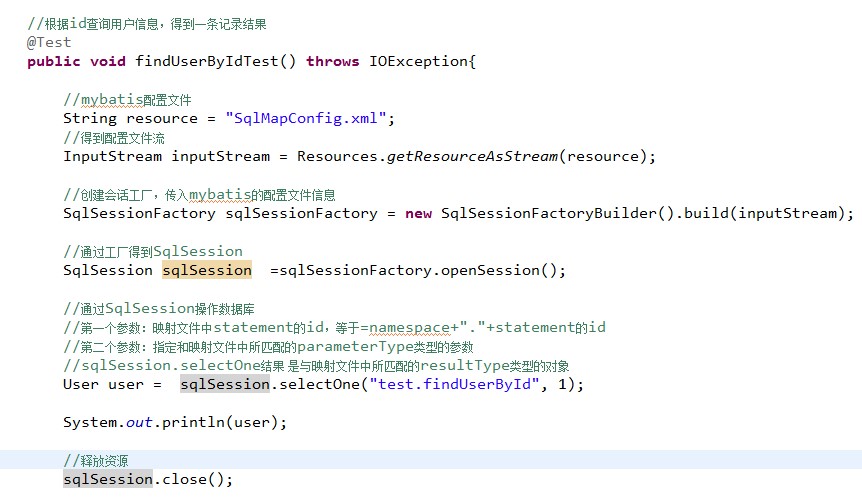 //根据id查询用户信息，得到一条记录结果
@Test
public void findUserByIdTest() throws IOException{
//mybatis配置文件
String resource = "SqlMapConfig.xml";
//得到配置文件流
InputStream inputStream = Resources.getResourceAsStream(resource);
//创建会话工厂，传入mybatis的配置文件信息
SqlSessionFactory sqlSessionFactory = new SqlSessionFactoryBuilder().build(inputStream);
//通过工厂得到SqlSession
SqlSession sqlSession  =sqlSessionFactory.openSession();
//通过SqlSession操作数据库
//第一个参数：映射文件中statement的id，等于=namespace+"."+statement的id
//第二个参数：指定和映射文件中所匹配的parameterType类型的参数
//sqlSession.selectOne结果 是与映射文件中所匹配的resultType类型的对象
User user =  sqlSession.selectOne("test.findUserById", 1);
System.out.println(user);
//释放资源
sqlSession.close();